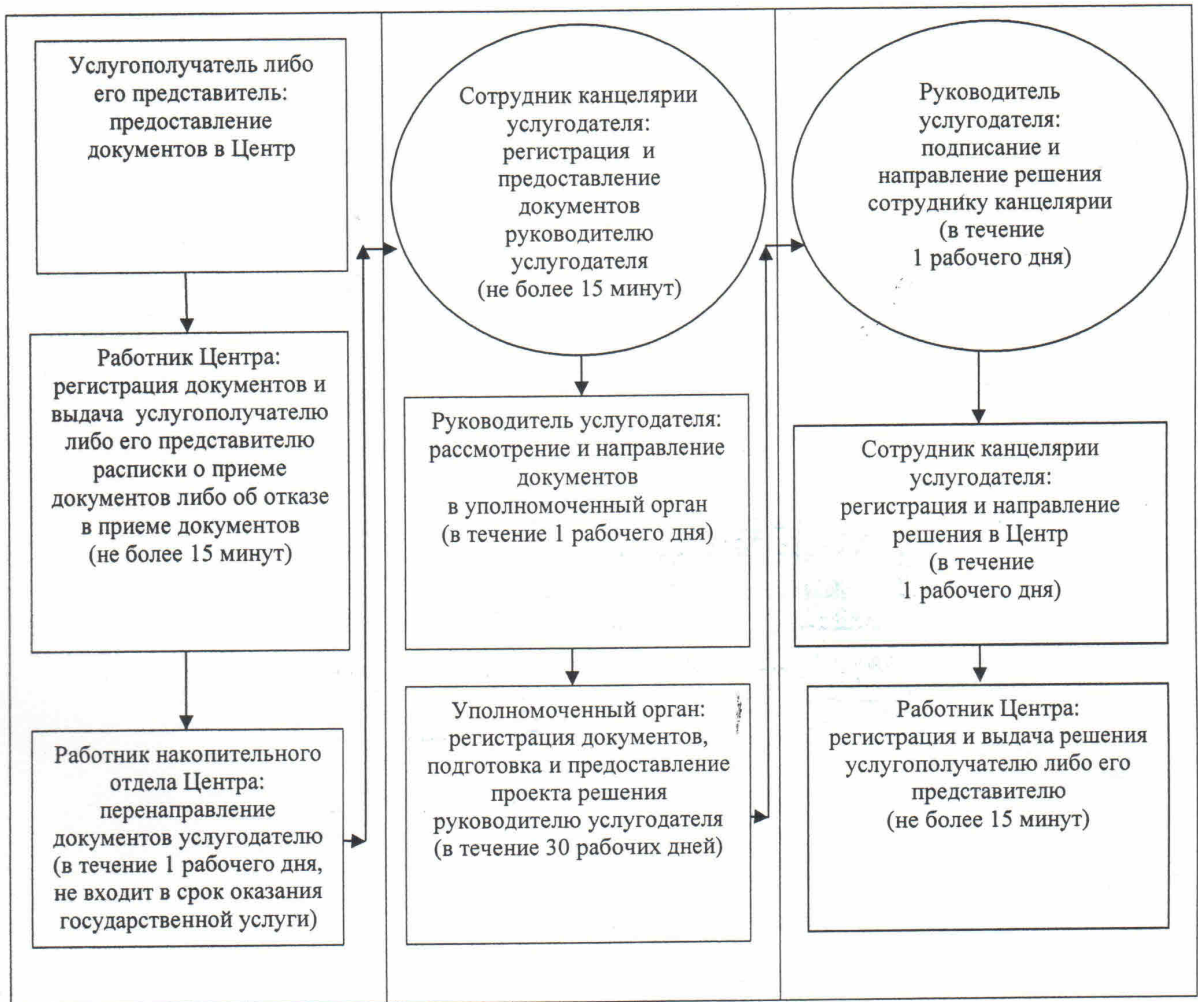 Услугополучатель либо
его представитель:
предоставление
документов в Центр
Работник Центра:
регистрация документов и
выдача услугополучателю
либо его представителю
расписки о приеме
документов либо об отказе
в приеме документов
(не более 15 минут)
Работник накопительного
отдела Центра:
перенаправление
документов услугодателю
(в течение 1 рабочего дня,
не входит в срок оказания
государственной услуги)
Сотрудник канцелярии
услугодателя:
регистрация и
предоставление
документов
руководителю
услугодателя
(не более 15 минут)
Руководитель услугодателя:
рассмотрение и направление
документов
в уполномоченный орган
(в течение 1 рабочего дня)
Уполномоченный орган:
регистрация документов,
подготовка и предоставление
проекта решения
руководителю услугодателя
(в течение 30 рабочих дней)
Руководитель
услугодателя:
подписание и
направление решения
сотруднику канцелярии
(в течение
1 рабочего дня)
Сотрудник канцелярии
услугодателя:
регистрация и направление
решения в Центр
(в течение
1 рабочего дня)
Работник Центра:
регистрация и выдача решения
услугополучателю либо его
представителю
(не более 15 минут)